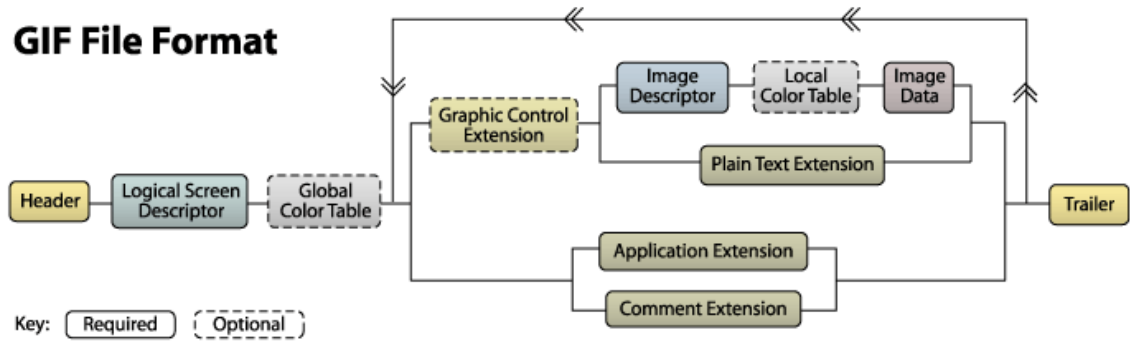 GIF File Format
Header
Logical Screen
Descriptor
Global
Color Table
Graphic Control
Extension
Image
Descriptor
Local
Color Table
Image
Data
Plain Text Extension
Application Extension
Comment Extension
Trailer
Key: Required Optional